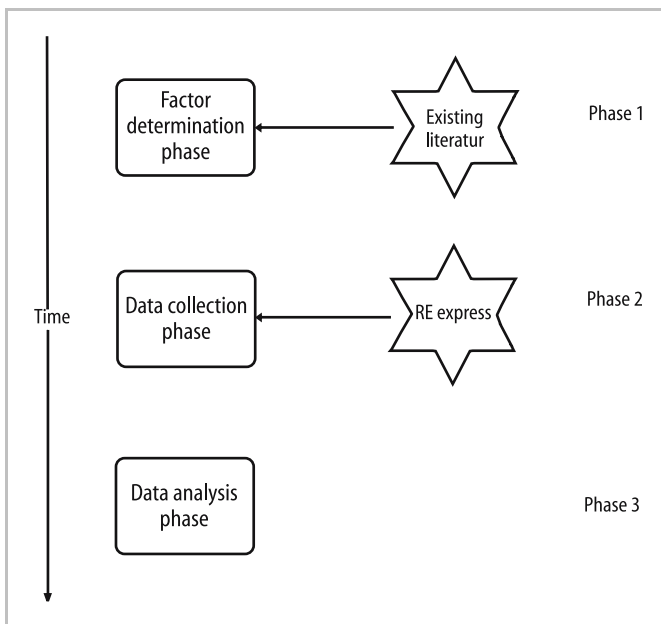 Factor
determination
phase
Existing
literatur
Phase 1
Time
Data collection
phase
RE express
Phase 2
Data analysis
phase
Phase 3